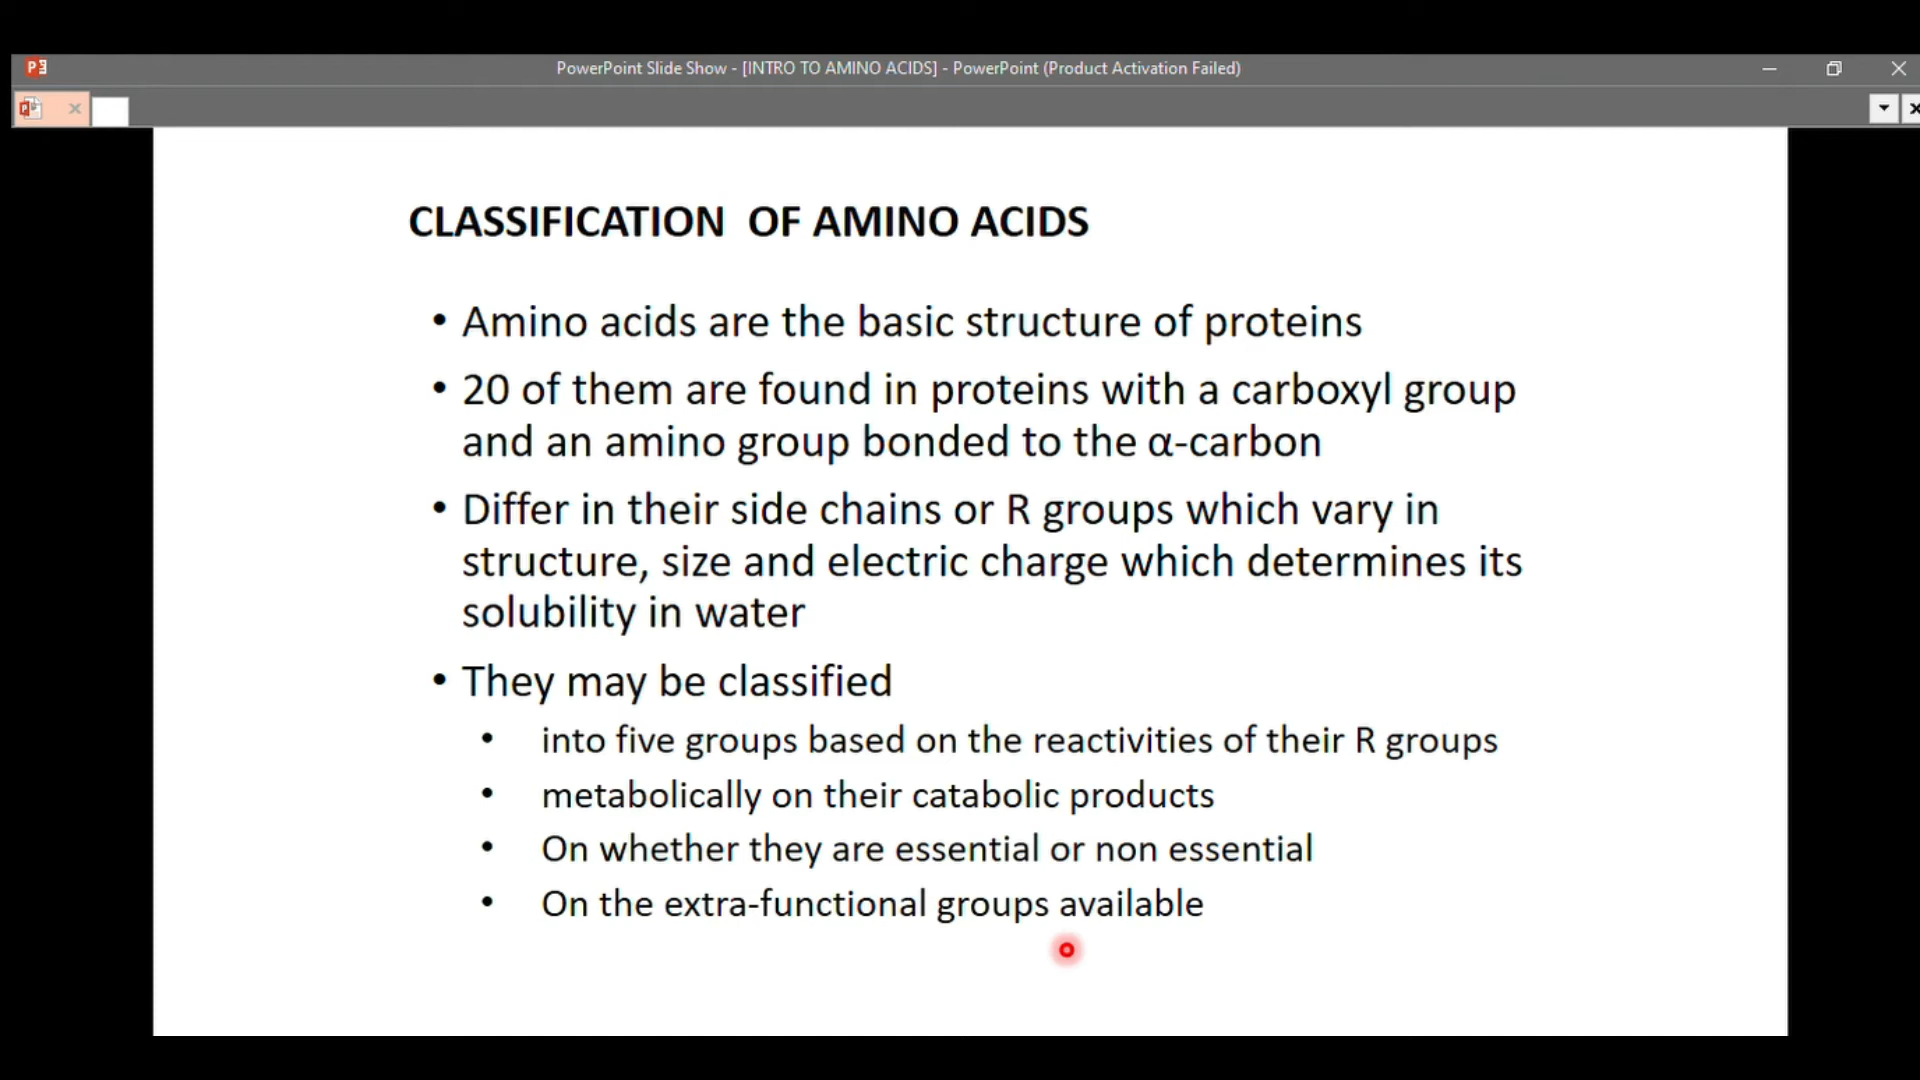 PowerPoint Slide Show - [INTRO TO AMINO ACIDS] - PowerPoint (Product Activation Failed)
CLASSIFICATION OF AMINO ACIDS
• Amino acids are the basic structure of proteins
• 20 of them are found in proteins with a carboxyl group
and an amino group bonded to the α-carbon
• Differ in their side chains or R groups which vary in
structure, size and electric charge which determines its
solubility in water
• They may be classified
• into five groups based on the reactivities of their R groups
• metabolically on their catabolic products
• On whether they are essential or non essential
• On the extra-functional groups available